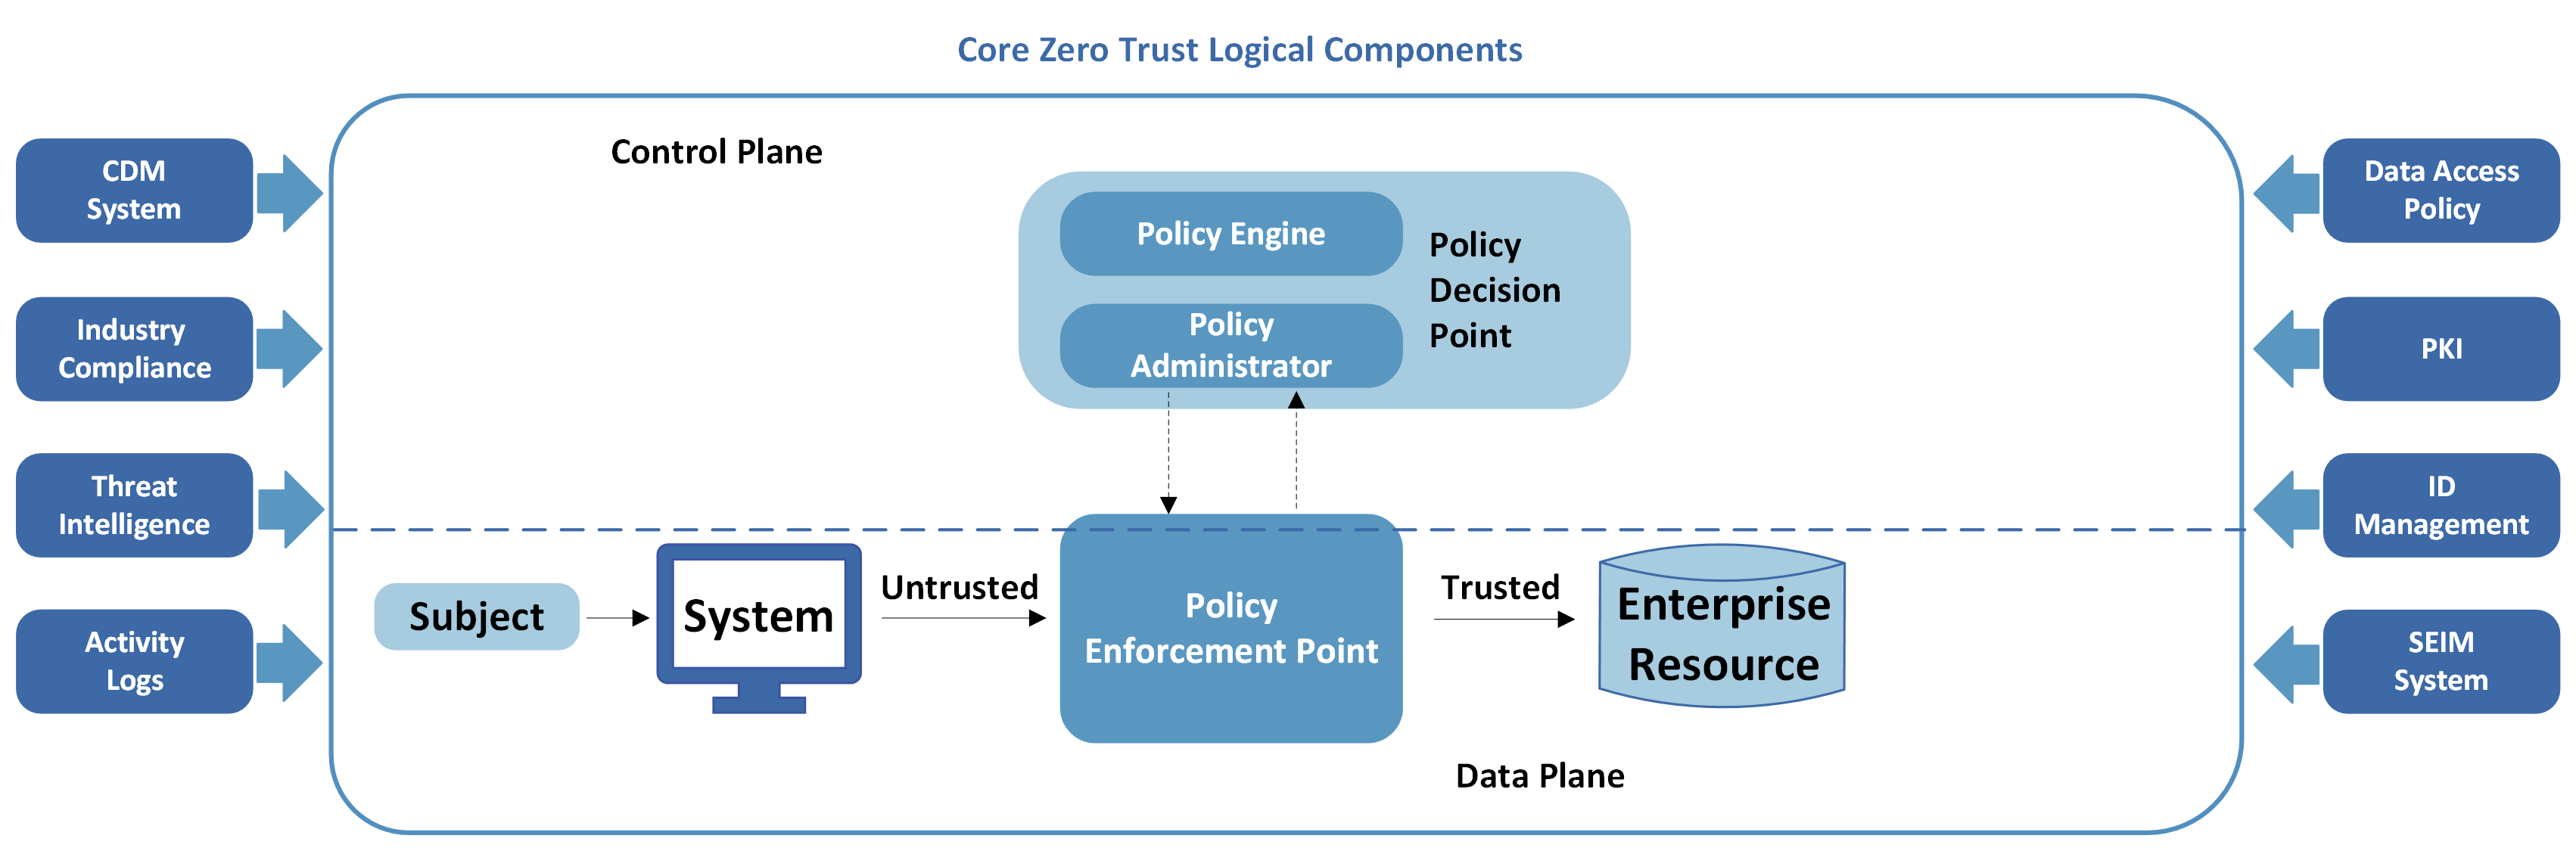 Core Zero Trust Logical Components
Control Plane
CDM
System
Industry
Compliance
Threat
Intelligence
Activity
Logs
Policy Engine
Policy
Administrator
Policy
Decision
Point
Subject
System
Untrusted
Policy
Enforcement Point
Trusted
Enterprise
Resource
Data Plane
Data Access
Policy
PKI
ID
Management
SEIM
System